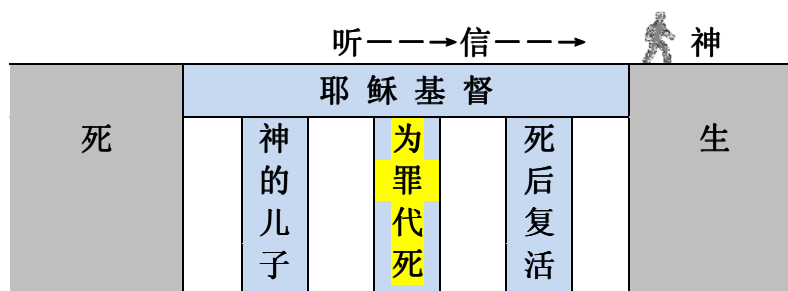 听——→信——→ 神
耶稣基督
死
神的儿子
为罪代死
死后复活
生